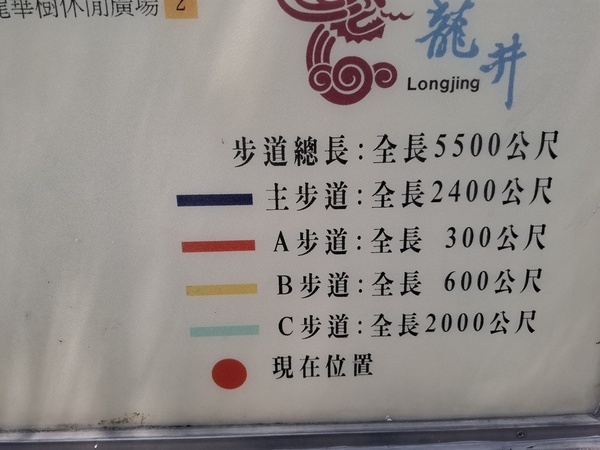 龍華樹休閒廣場 2
龍井
Longjing
步道總長:全長5500公尺
主步道:全長2400公尺
A步道:全長 300公尺
B步道:全長 600公尺
C步道:全長2000公尺
現在位置